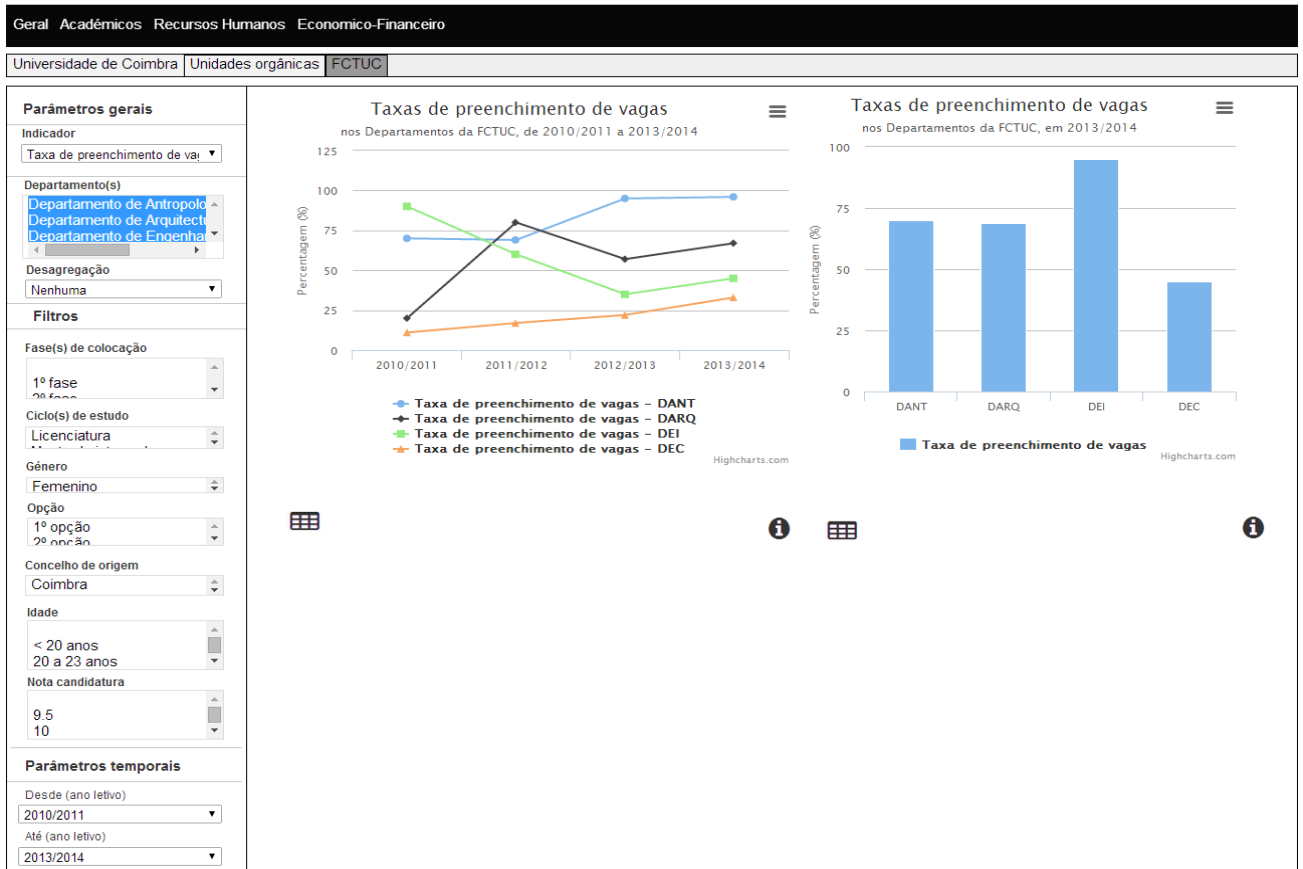 Geral Académicos Recursos Humanos Economico-Financeiro
Universidade de Coimbra Unidades orgânicas FCTUC
Parâmetros gerais
Indicador
Taxa de preenchimento de va
Departamento(s)
Departamento de Antropolo
Departamento de Arquitect
Departamento de Engenha
Desagregação
Nenhuma
Filtros
Fase(s) de colocação
1º fase
2º fase
Ciclo(s) de estudo
Licenciatura
Género
Femenino
Opção
1º opção
2º opção
Concelho de origem
Coimbra
Idade
< 20 anos
20 a 23 anos
Nota candidatura
9.5
10
Parâmetros temporais
Desde (ano letivo)
2010/2011
Até (ano letivo)
2013/2014
Taxas de preenchimento de vagas
nos Departamentos da FCTUC, de 2010/2011 a 2013/2014
Percentagem (%)
125
100
75
50
25
0
2010/2011 2011/2012 2012/2013 2013/2014
Taxa de preenchimento de vagas - DANT
Taxa de preenchimento de vagas - DARQ
Taxa de preenchimento de vagas - DEI
Taxa de preenchimento de vagas - DEC
Highcharts.com
Taxas de preenchimento de vagas
nos Departamentos da FCTUC, em 2013/2014
Percentagem (%)
100
75
50
25
0
DANT DARQ DEI DEC
Taxa de preenchimento de vagas
Highcharts.com